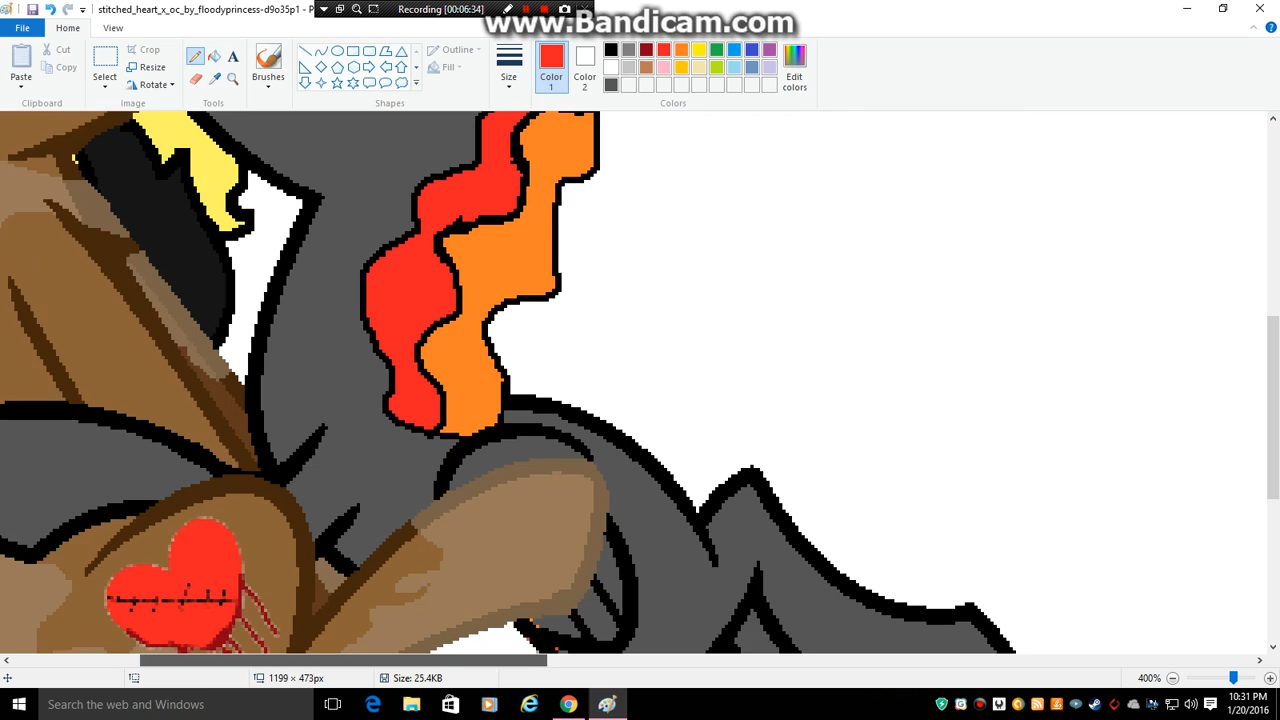 stitched_heart_x_oc_by_floodyprincess-d9o35p1 - P
Recording [00:06:34]
www.Bandicam.com
File
Home
View
Paste
Cut
Copy
Clipboard
Select
Crop
Resize
Rotate
Image
Tools
Brushes
Shapes
Outline
Fill
Size
Color 1
Color 2
Edit colors
Colors
1199 × 473px
Size: 25.4KB
400%
Search the web and Windows
10:31 PM
1/20/2016